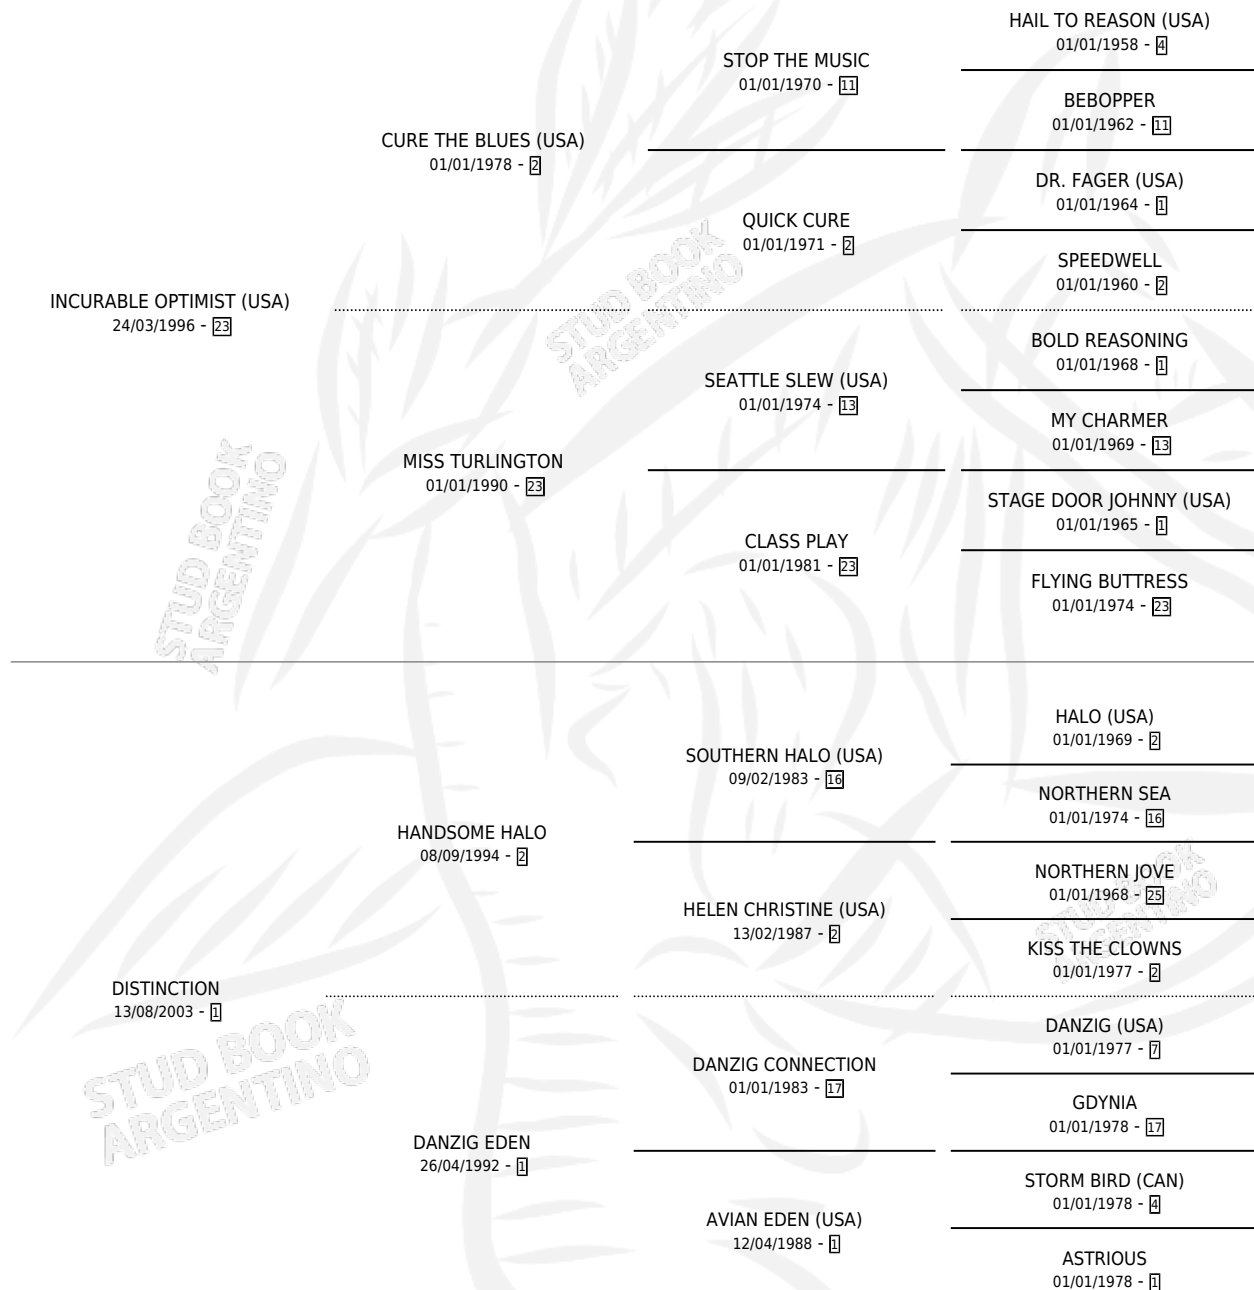 HAIL TO REASON (USA)
01/01/1958 - 4
STOP THE MUSIC
01/01/1970 - 11
BEBOPPER
01/01/1962 - 11
CURE THE BLUES (USA)
01/01/1978 - 2
DR. FAGER (USA)
01/01/1964 - 1
QUICK CURE
01/01/1971 - 2
SPEEDWELL
01/01/1960 - 2
INCURABLE OPTIMIST (USA)
24/03/1996 - 23
BOLD REASONING
01/01/1968 - 1
SEATTLE SLEW (USA)
01/01/1974 - 13
MY CHARMER
01/01/1969 - 13
MISS TURLINGTON
01/01/1990 - 23
STAGE DOOR JOHNNY (USA)
01/01/1965 - 1
CLASS PLAY
01/01/1981 - 23
FLYING BUTTRESS
01/01/1974 - 23
HALO (USA)
01/01/1969 - 2
SOUTHERN HALO (USA)
09/02/1983 - 16
NORTHERN SEA
01/01/1974 - 16
HANDSOME HALO
08/09/1994 - 2
NORTHERN JOVE
01/01/1968 - 25
HELEN CHRISTINE (USA)
13/02/1987 - 2
KISS THE CLOWNS
01/01/1977 - 2
DISTINCTION
13/08/2003 - 1
DANZIG (USA)
01/01/1977 - 7
DANZIG CONNECTION
01/01/1983 - 17
GDYNIA
01/01/1978 - 17
DANZIG EDEN
26/04/1992 - 1
STORM BIRD (CAN)
01/01/1978 - 4
AVIAN EDEN (USA)
12/04/1988 - 1
ASTRIOUS
01/01/1978 - 1
STUD BOOK
ARGENTINO
STUD BOOK
ARGENTINO
STUD BOOK
ARGENTINO
STUD BOOK
ARGENTINO